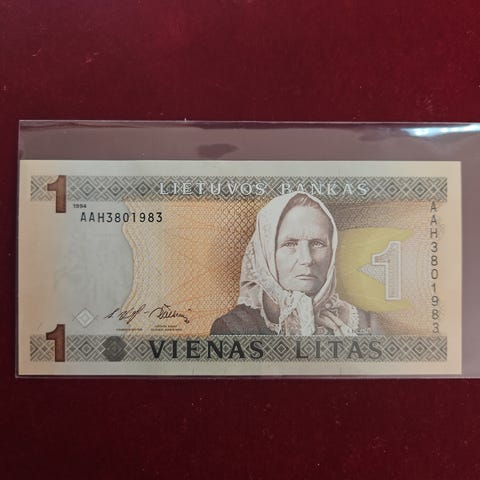 LIETUVOS BANKAS
1
1994
AAH3801983
AAH3801983
1
1
VIENAS LITAS